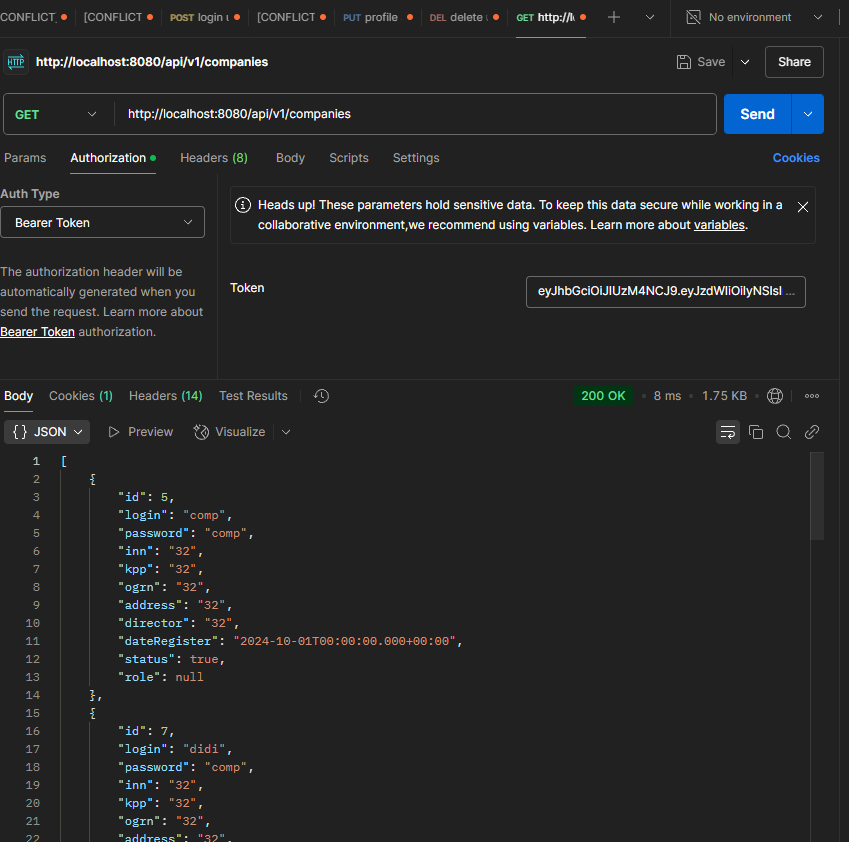 CONFLICT_
[CONFLICT
POST login u
[CONFLICT
PUT profile
DEL delete u
GET http://lo
No environment
HTTP
http://localhost:8080/api/v1/companies
Save
Share
GET
http://localhost:8080/api/v1/companies
Send
Params
Authorization
Headers (8)
Body
Scripts
Settings
Cookies
Auth Type
Bearer Token
The authorization header will be
automatically generated when you
send the request. Learn more about
Bearer Token authorization.
Heads up! These parameters hold sensitive data. To keep this data secure while working in a
collaborative environment,we recommend using variables. Learn more about variables.
Token
Body
Cookies (1)
Headers (14)
Test Results
200 OK
8 ms
1.75 KB
{} JSON
Preview
Visualize
1 [
2 {
3 "id": 5,
4 "login": "comp",
5 "password": "comp",
6 "inn": "32",
7 "kpp": "32",
8 "ogrn": "32",
9 "address": "32",
10 "director": "32",
11 "dateRegister": "2024-10-01T00:00:00.000+00:00",
12 "status": true,
13 "role": null
14 },
15 {
16 "id": 7,
17 "login": "didi",
18 "password": "comp",
19 "inn": "32",
20 "kpp": "32",
21 "ogrn": "32",
22 "address": "32",